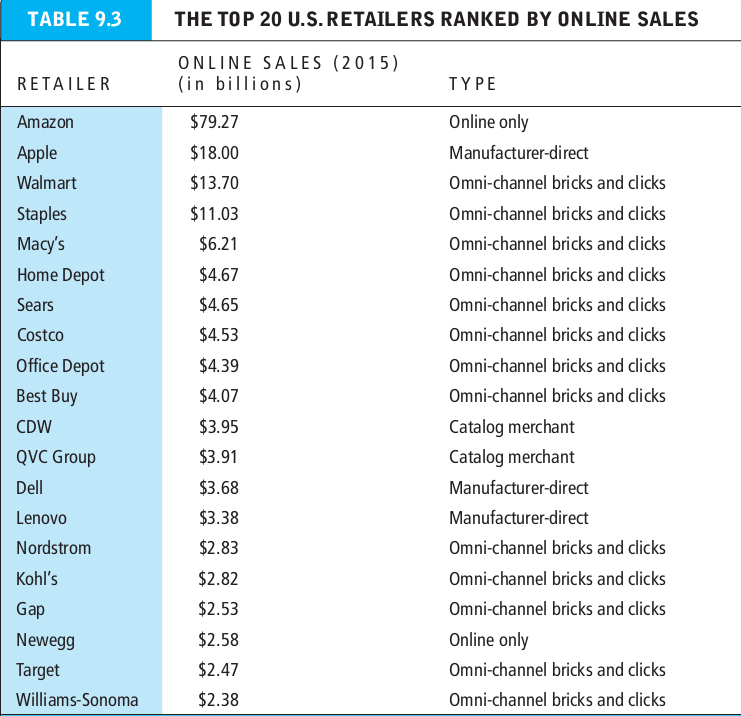 TABLE 9.3 THE TOP 20 U.S. RETAILERS RANKED BY ONLINE SALES
RETAILER ONLINE SALES (2015) (in billions) TYPE
Amazon $79.27 Online only
Apple $18.00 Manufacturer-direct
Walmart $13.70 Omni-channel bricks and clicks
Staples $11.03 Omni-channel bricks and clicks
Macy's $6.21 Omni-channel bricks and clicks
Home Depot $4.67 Omni-channel bricks and clicks
Sears $4.65 Omni-channel bricks and clicks
Costco $4.53 Omni-channel bricks and clicks
Office Depot $4.39 Omni-channel bricks and clicks
Best Buy $4.07 Omni-channel bricks and clicks
CDW $3.95 Catalog merchant
QVC Group $3.91 Catalog merchant
Dell $3.68 Manufacturer-direct
Lenovo $3.38 Manufacturer-direct
Nordstrom $2.83 Omni-channel bricks and clicks
Kohl's $2.82 Omni-channel bricks and clicks
Gap $2.53 Omni-channel bricks and clicks
Newegg $2.58 Online only
Target $2.47 Omni-channel bricks and clicks
Williams-Sonoma $2.38 Omni-channel bricks and clicks